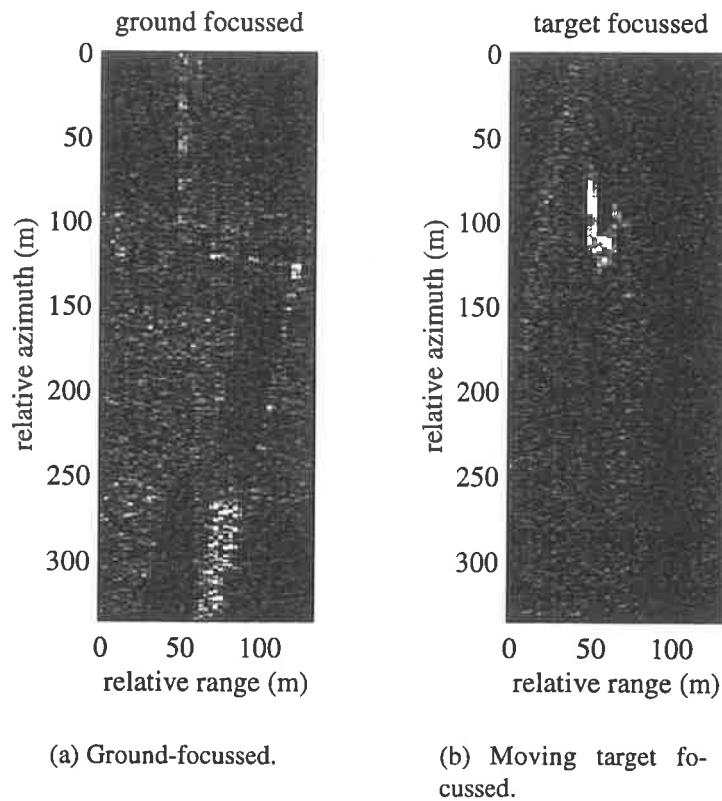 ground focussed
target focussed
0
50
100
150
200
250
300
relative azimuth (m)
0 50 100
relative range (m)
0
50
100
150
200
250
300
relative azimuth (m)
0 50 100
relative range (m)
(a) Ground-focussed.
(b) Moving target fo-
cussed.